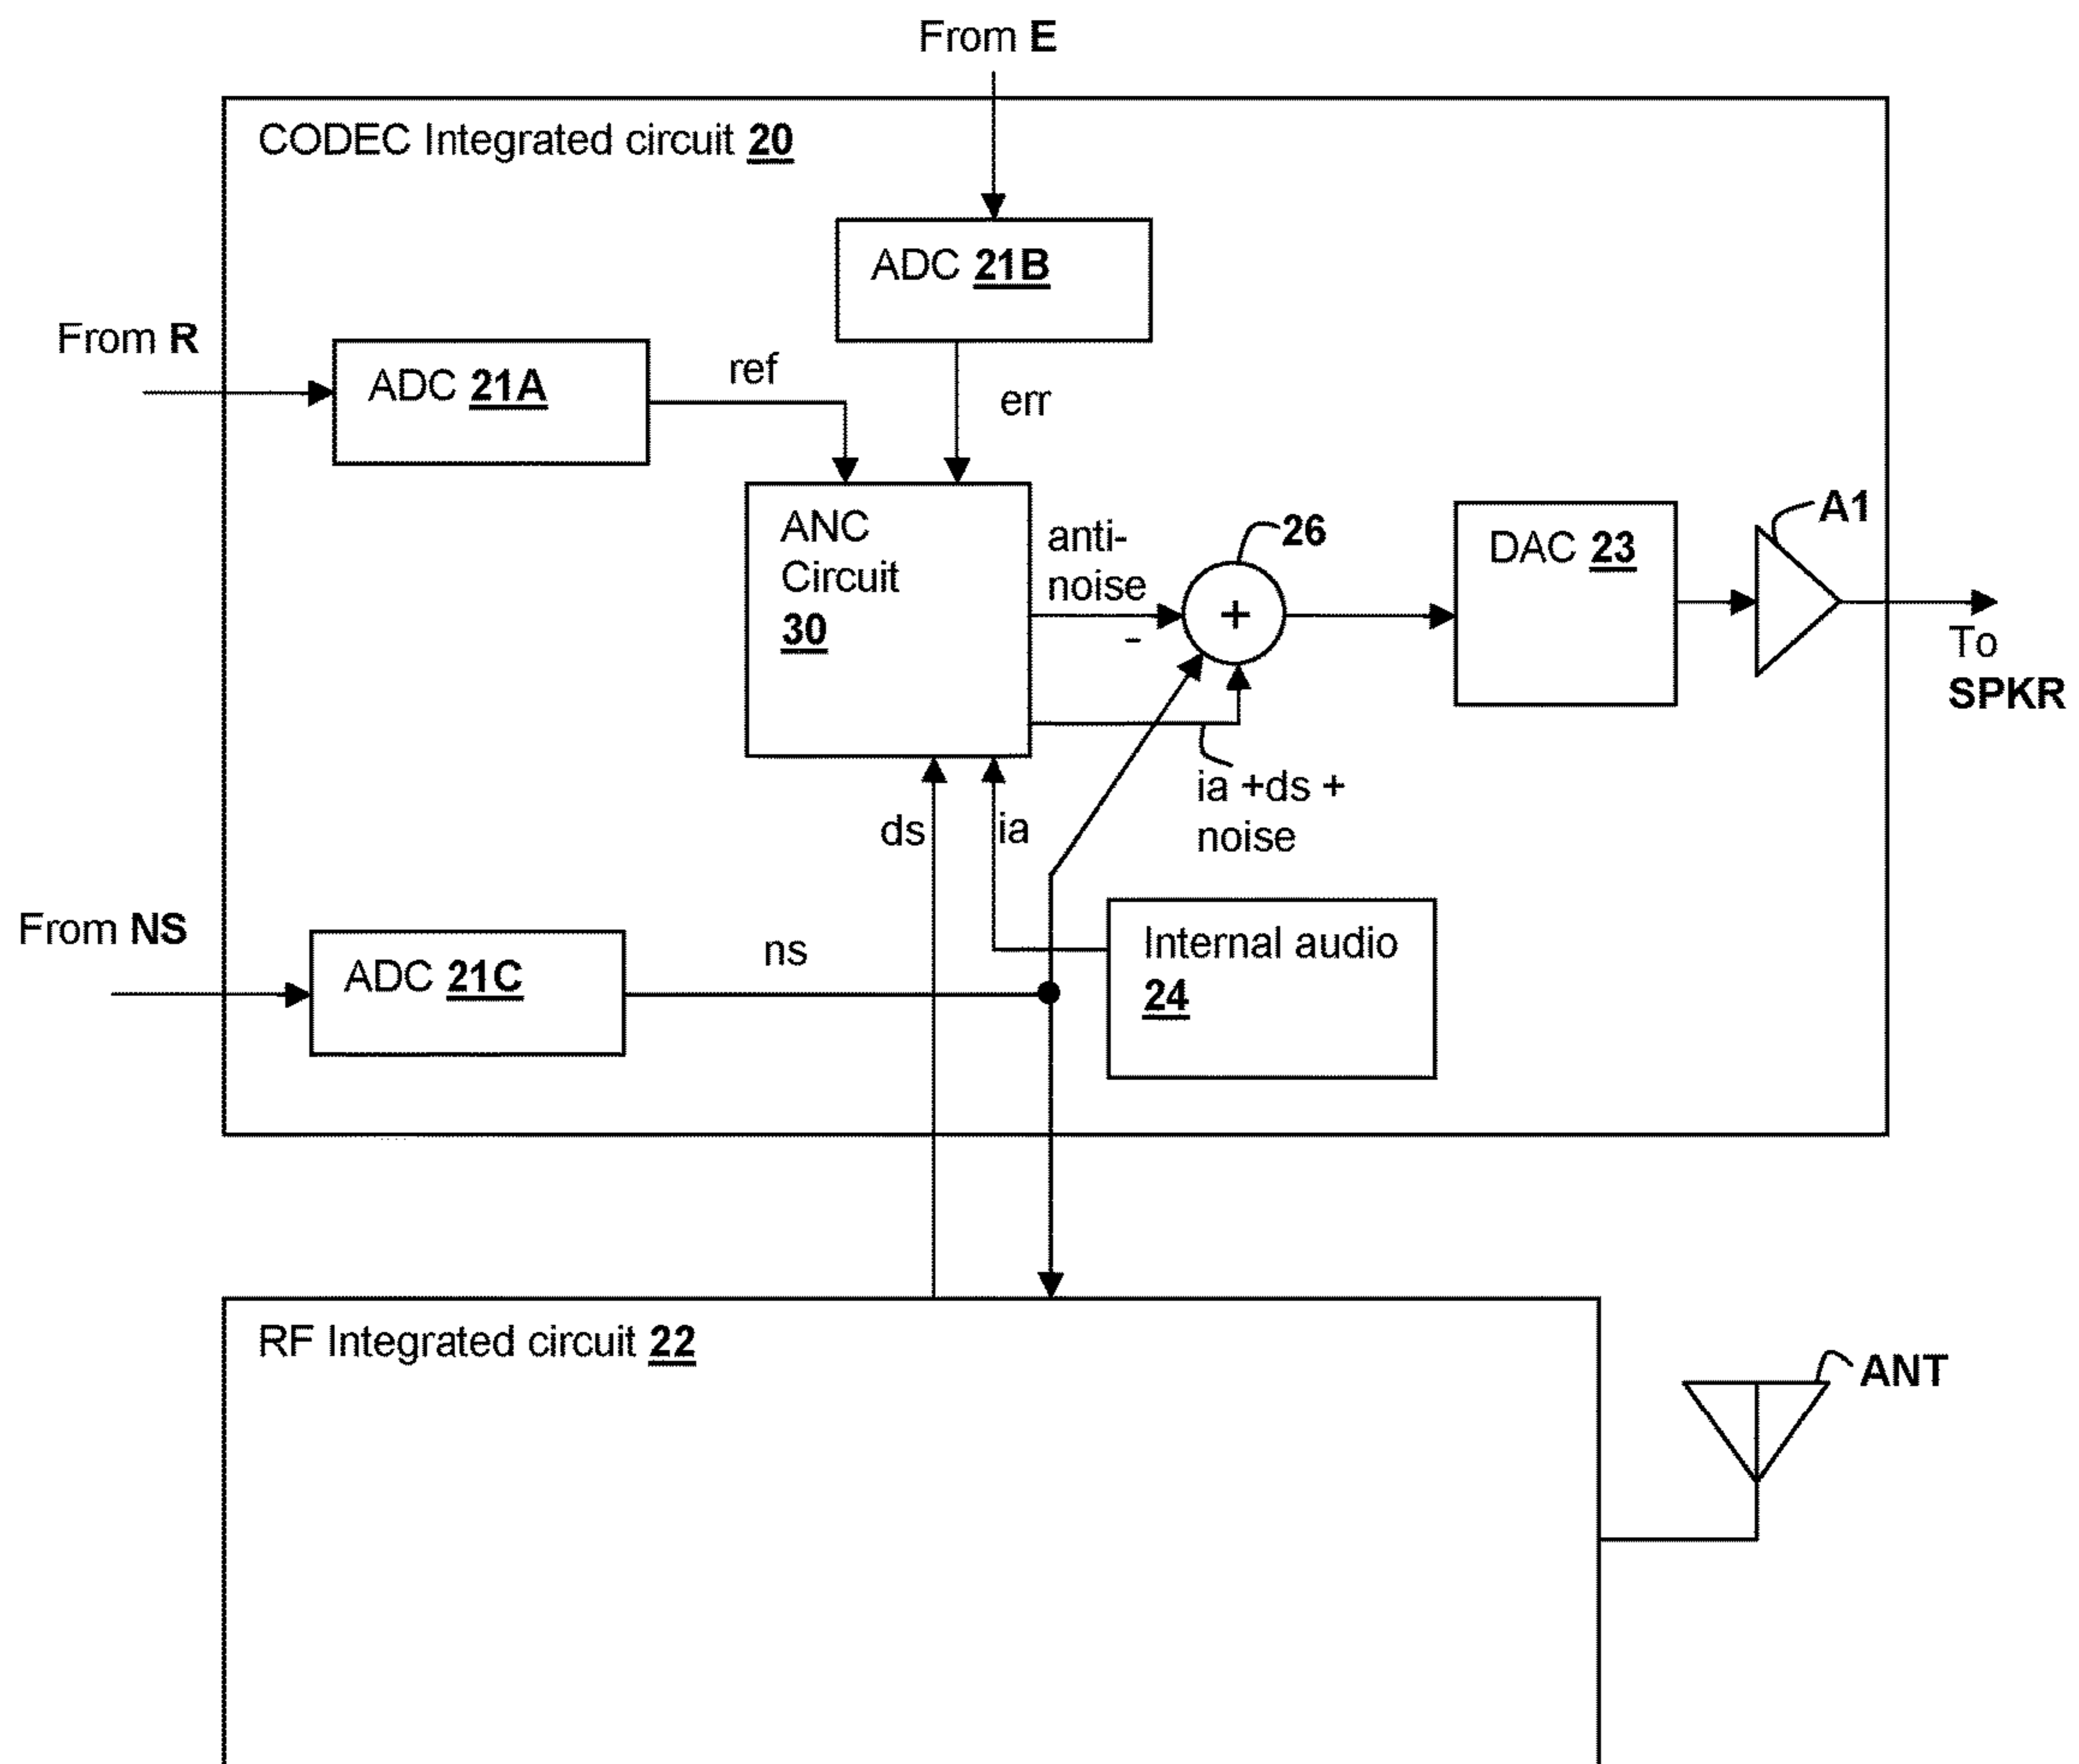 From E
CODEC Integrated circuit 20
ADC 21B
From R
ADC 21A
ref
err
ANC
Circuit
30
anti-
noise
-
26
+
DAC 23
A1
To
SPKR
ia +ds +
noise
ds
ia
From NS
ADC 21C
ns
Internal audio
24
RF Integrated circuit 22
ANT